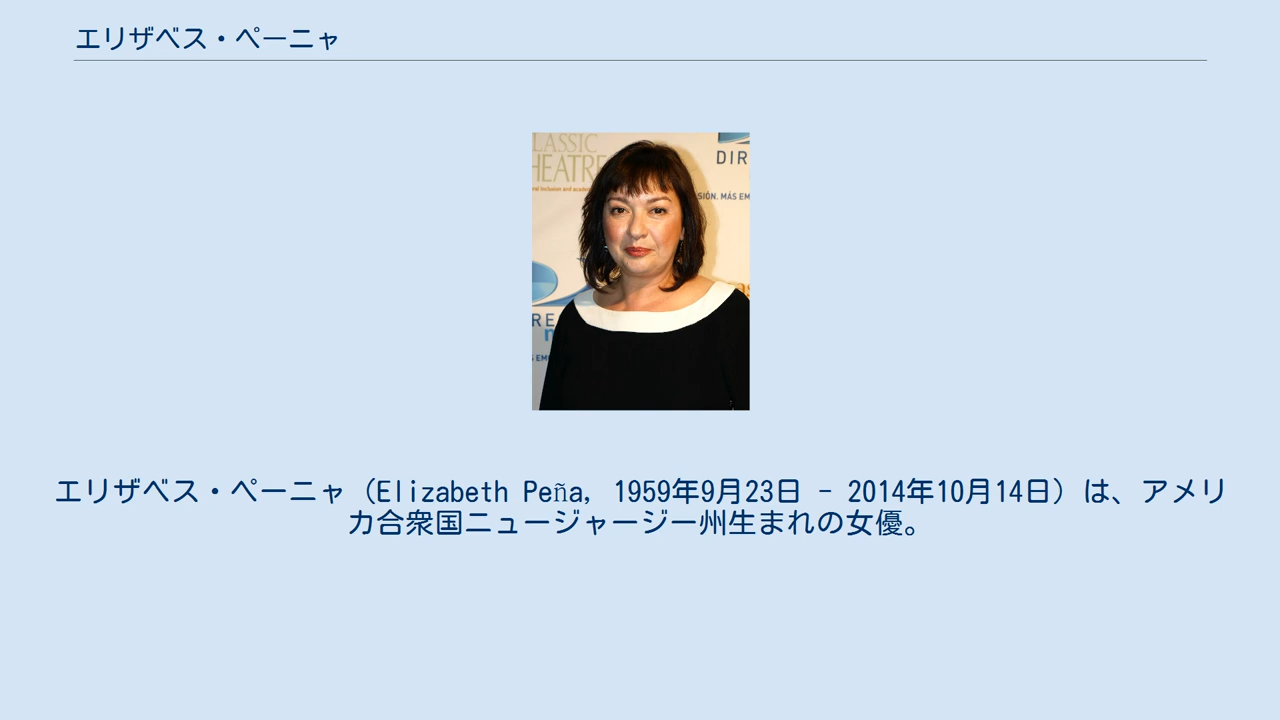 エリザベス・ペーニャ
LASSIC
HEATRE
DIR
SIÓN. MÁS EM
エリザベス・ペーニャ（Elizabeth Peña, 1959年9月23日 - 2014年10月14日）は、アメリ
カ合衆国ニュージャージー州生まれの女優。